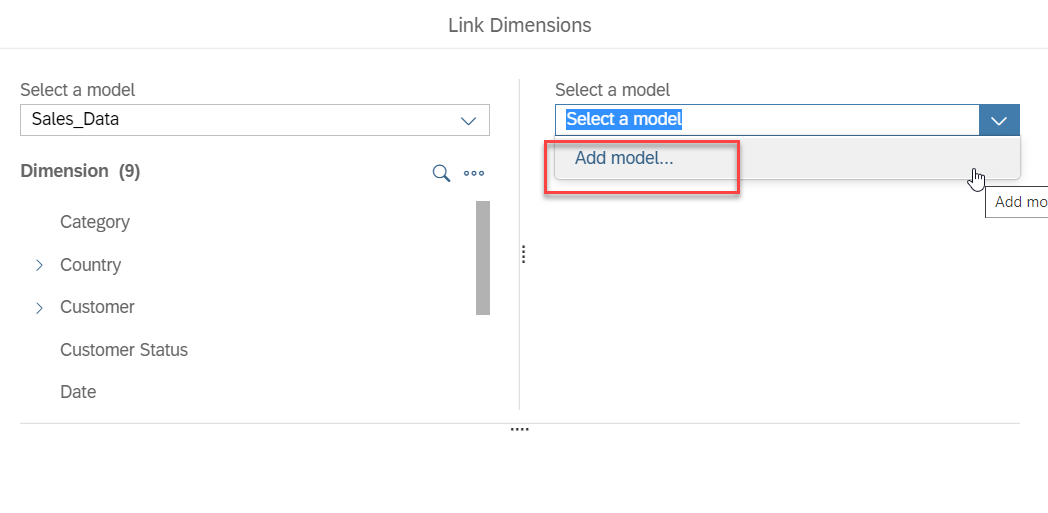 Link Dimensions
Select a model
Sales_Data
Dimension (9)
Category
Country
Customer
Customer Status
Date
Select a model
Select a model
Add model...
Add mo